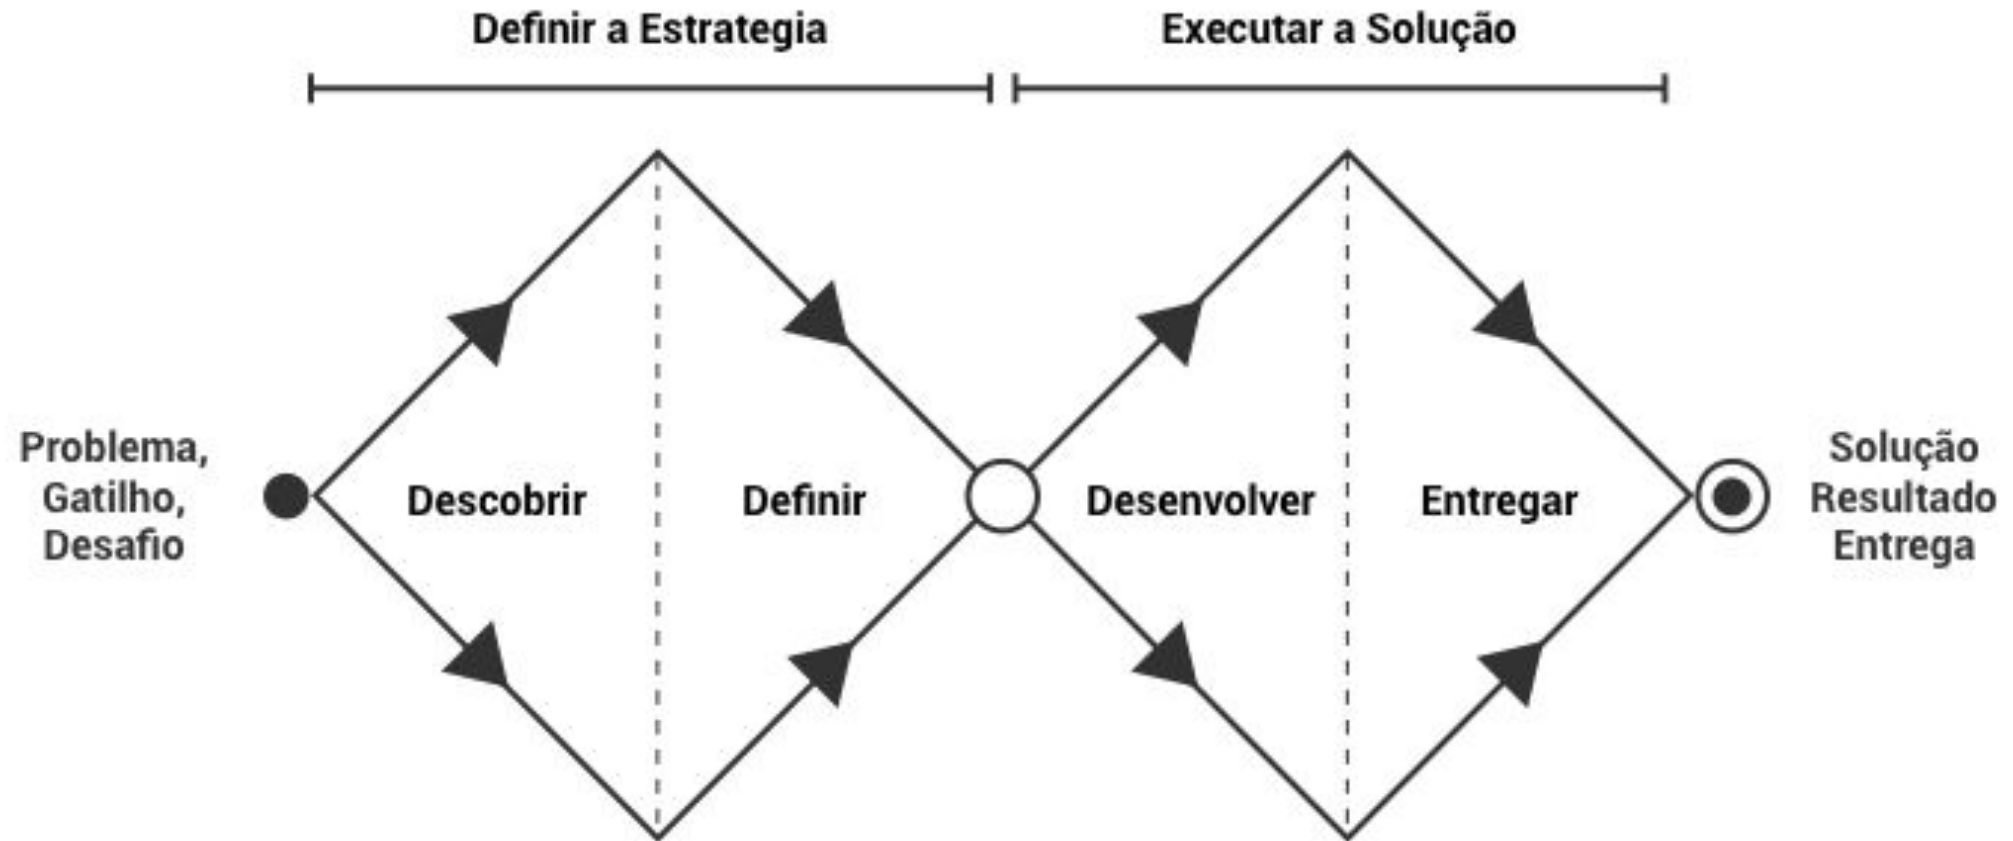 Definir a Estrategia
Executar a Solução
Problema,
Gatilho,
Desafio
Descobrir
Definir
Desenvolver
Entregar
Solução
Resultado
Entrega